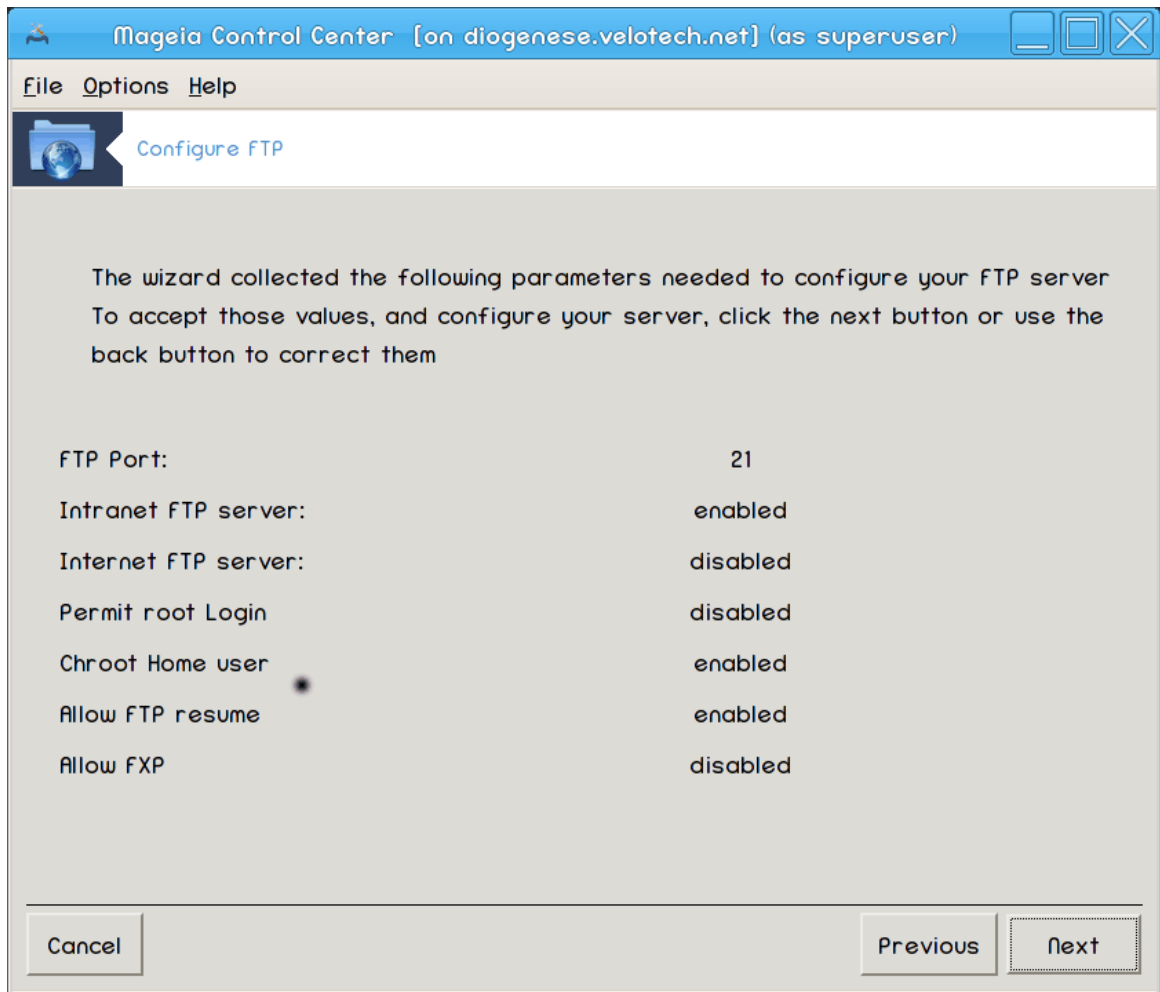 Mageia Control Center [on diogenese.velotech.net] (as superuser)
File Options Help
Configure FTP
The wizard collected the following parameters needed to configure your FTP server
To accept those values, and configure your server, click the next button or use the
back button to correct them
FTP Port: 21
Intranet FTP server: enabled
Internet FTP server: disabled
Permit root Login disabled
Chroot Home user enabled
Allow FTP resume enabled
Allow FXP disabled
Cancel Previous Next